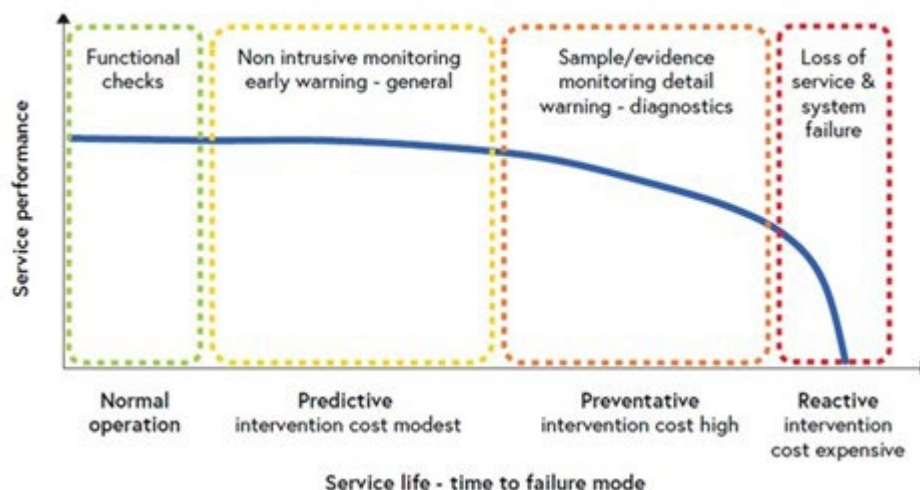 Functional
checks
Non intrusive monitoring
early warning - general
Sample/evidence
monitoring detail
warning - diagnostics
Loss of
service &
system
failure
Service performance
Normal
operation
Predictive
intervention cost modest
Preventative
intervention cost high
Reactive
intervention
cost expensive
Service life - time to failure mode